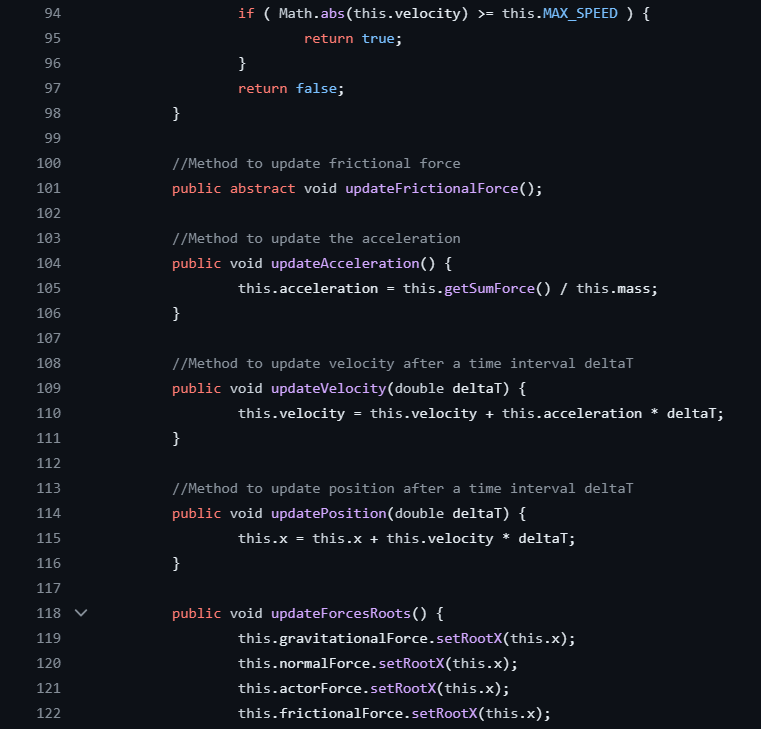 94 if ( Math.abs(this.velocity) >= this.MAX_SPEED ) {
95 return true;
96 }
97 return false;
98 }
99
100 //Method to update frictional force
101 public abstract void updateFrictionalForce();
102
103 //Method to update the acceleration
104 public void updateAcceleration() {
105 this.acceleration = this.getSumForce() / this.mass;
106 }
107
108 //Method to update velocity after a time interval deltaT
109 public void updateVelocity(double deltaT) {
110 this.velocity = this.velocity + this.acceleration * deltaT;
111 }
112
113 //Method to update position after a time interval deltaT
114 public void updatePosition(double deltaT) {
115 this.x = this.x + this.velocity * deltaT;
116 }
117
118 public void updateForcesRoots() {
119 this.gravitationalForce.setRootX(this.x);
120 this.normalForce.setRootX(this.x);
121 this.actorForce.setRootX(this.x);
122 this.frictionalForce.setRootX(this.x);